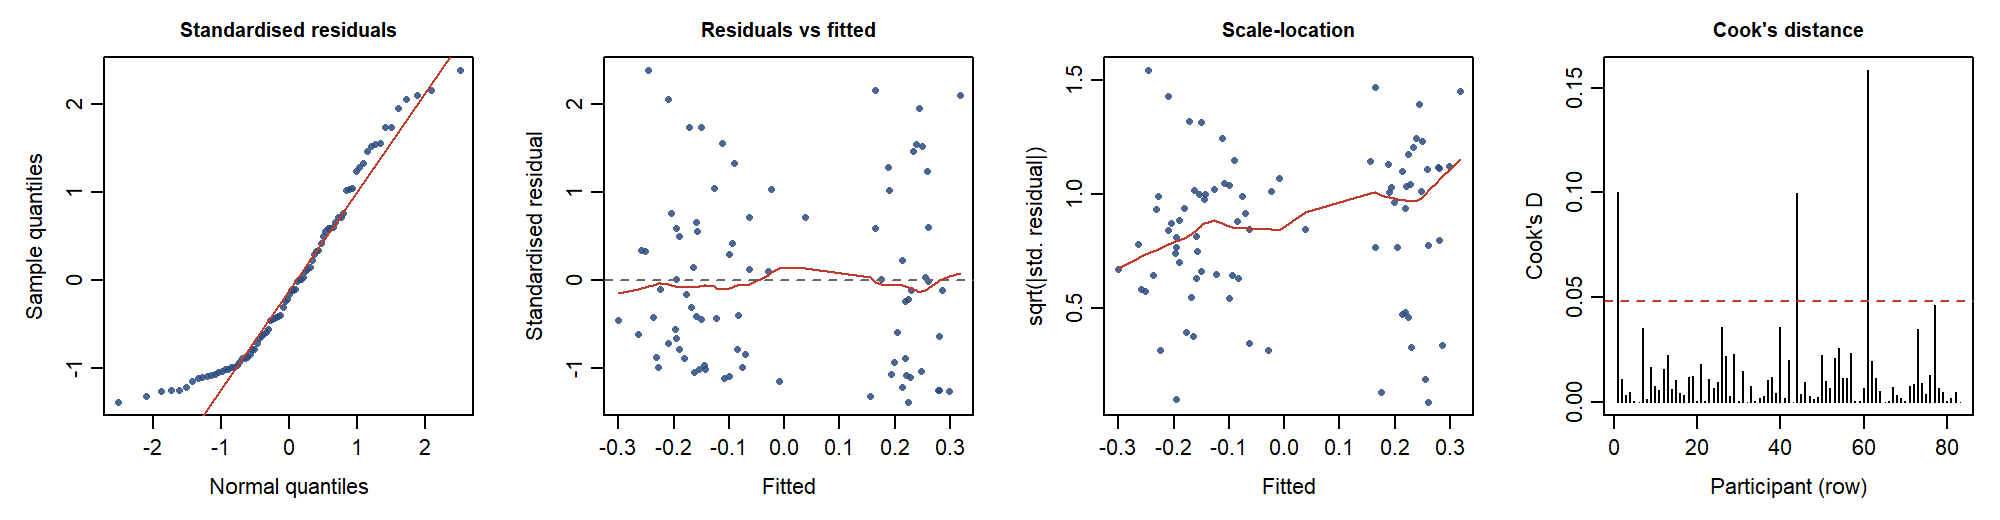 Standardised residuals
Sample quantiles
2
1
0
-1
-2 -1 0 1 2
Normal quantiles
Residuals vs fitted
Standardised residual
2
1
0
-1
-0.3 -0.2 -0.1 0.0 0.1 0.2 0.3
Fitted
Scale-location
sqrt(|std. residual|)
1.5
1.0
0.5
-0.3 -0.2 -0.1 0.0 0.1 0.2 0.3
Fitted
Cook's distance
Cook's D
0.15
0.10
0.05
0.00
0 20 40 60 80
Participant (row)